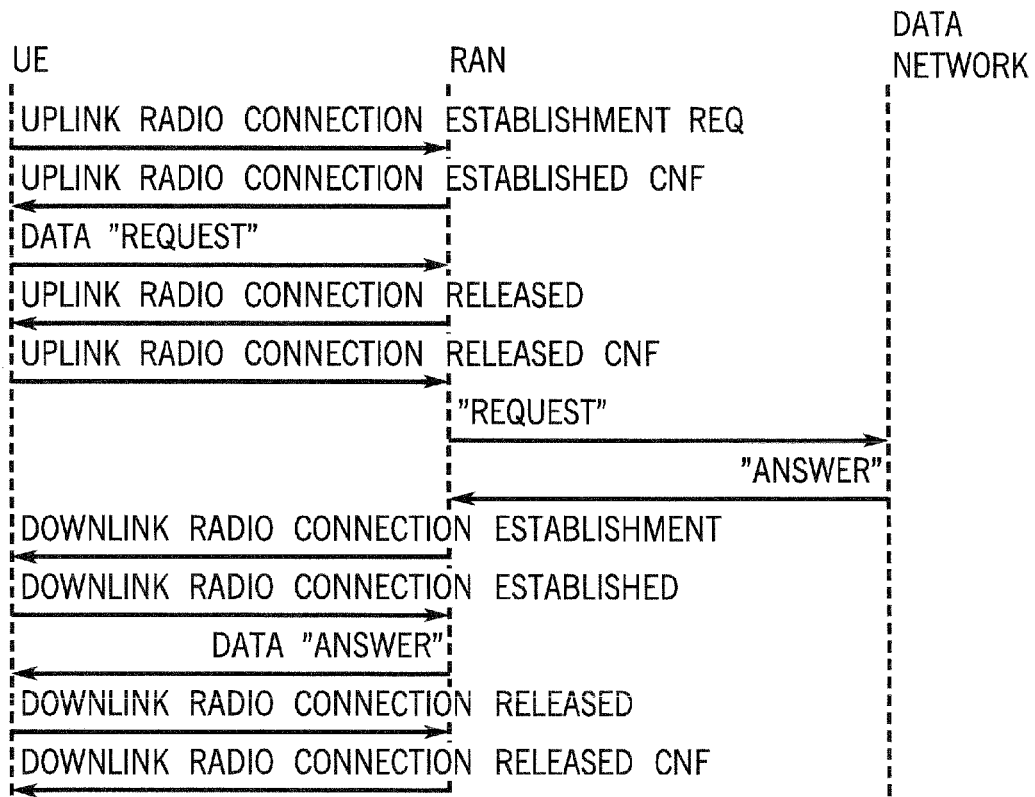 UE
RAN
DATA
NETWORK
UPLINK RADIO CONNECTION ESTABLISHMENT REQ
UPLINK RADIO CONNECTION ESTABLISHED CNF
DATA "REQUEST"
UPLINK RADIO CONNECTION RELEASED
UPLINK RADIO CONNECTION RELEASED CNF
"REQUEST"
"ANSWER"
DOWNLINK RADIO CONNECTION ESTABLISHMENT
DOWNLINK RADIO CONNECTION ESTABLISHED
DATA "ANSWER"
DOWNLINK RADIO CONNECTION RELEASED
DOWNLINK RADIO CONNECTION RELEASED CNF